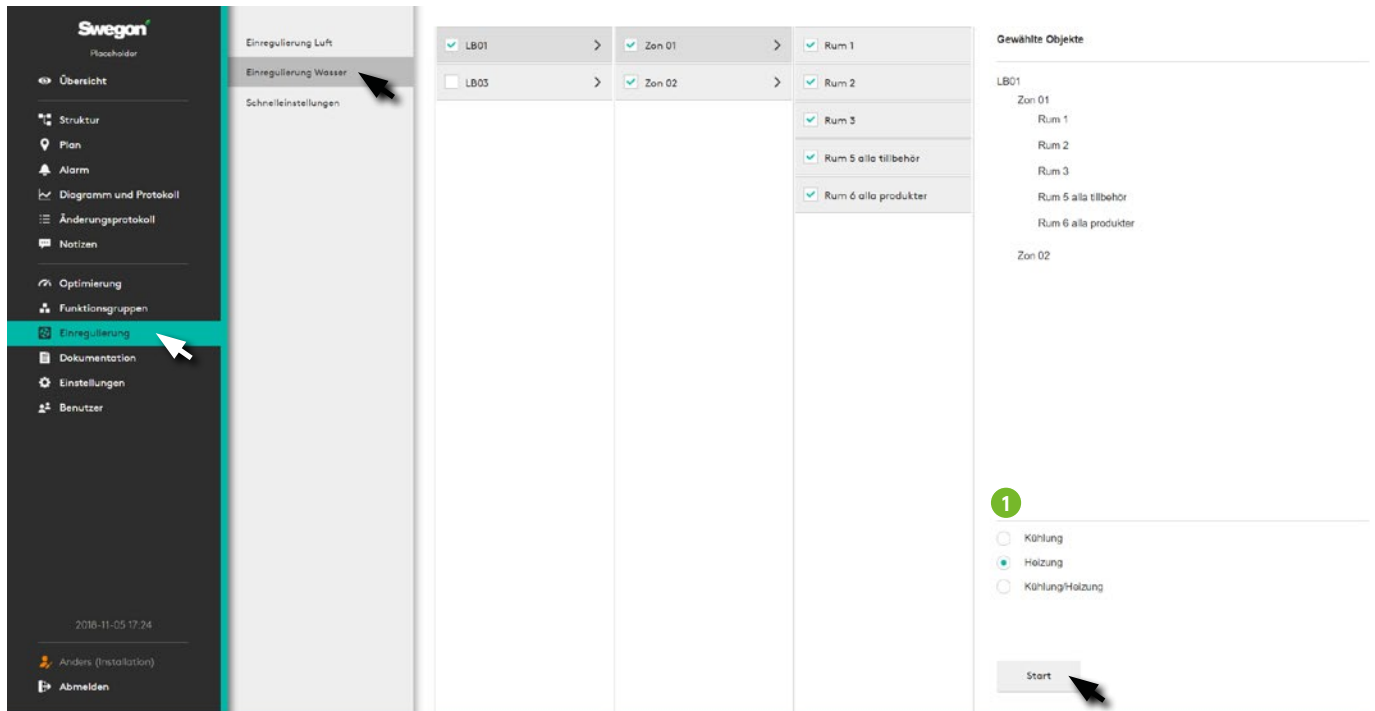 Swegon
Placeholder
Übersicht
Struktur
Plan
Alarm
Diagramm und Protokoll
Änderungsprotokoll
Notizen
Optimierung
Funktionsgruppen
Einregulierung
Dokumentation
Einstellungen
Benutzer
2018-11-05 17:24
Anders (Installation)
Abmelden
Einregulierung Luft
Einregulierung Wasser
Schnelleinstellungen
LB01
LB03
Zon 01
Zon 02
Rum 1
Rum 2
Rum 3
Rum 5 alla tillbehör
Rum 6 alla produkter
Gewählte Objekte
LB01
Zon 01
Rum 1
Rum 2
Rum 3
Rum 5 alla tillbehör
Rum 6 alla produkter
Zon 02
1
Kühlung
Heizung
Kühlung/Heizung
Start